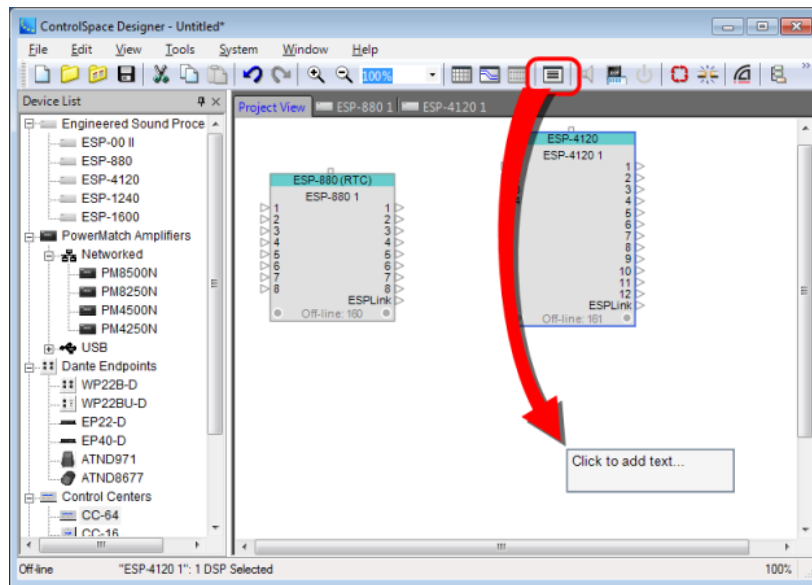 ControlSpace Designer - Untitled*
File Edit View Tools System Window Help
100%
Device List
Engineered Sound Proce
ESP-00 II
ESP-880
ESP-4120
ESP-1240
ESP-1600
PowerMatch Amplifiers
Networked
PM8500N
PM8250N
PM4500N
PM4250N
USB
Dante Endpoints
WP22B-D
WP22BU-D
EP22-D
EP40-D
ATND971
ATND8677
Control Centers
CC-64
CC-16
Project View ESP-880 1 ESP-4120 1
ESP-880 (RTC)
ESP-880 1
1 1
2 2
3 3
4 4
5 5
6 6
7 7
8 8
ESPLink
Off-line: 160
ESP-4120
ESP-4120 1
1
2
3
4
5
6
7
8
9
10
11
12
ESPLink
Off-line: 161
Click to add text...
Off-line "ESP-4120 1": 1 DSP Selected 100%